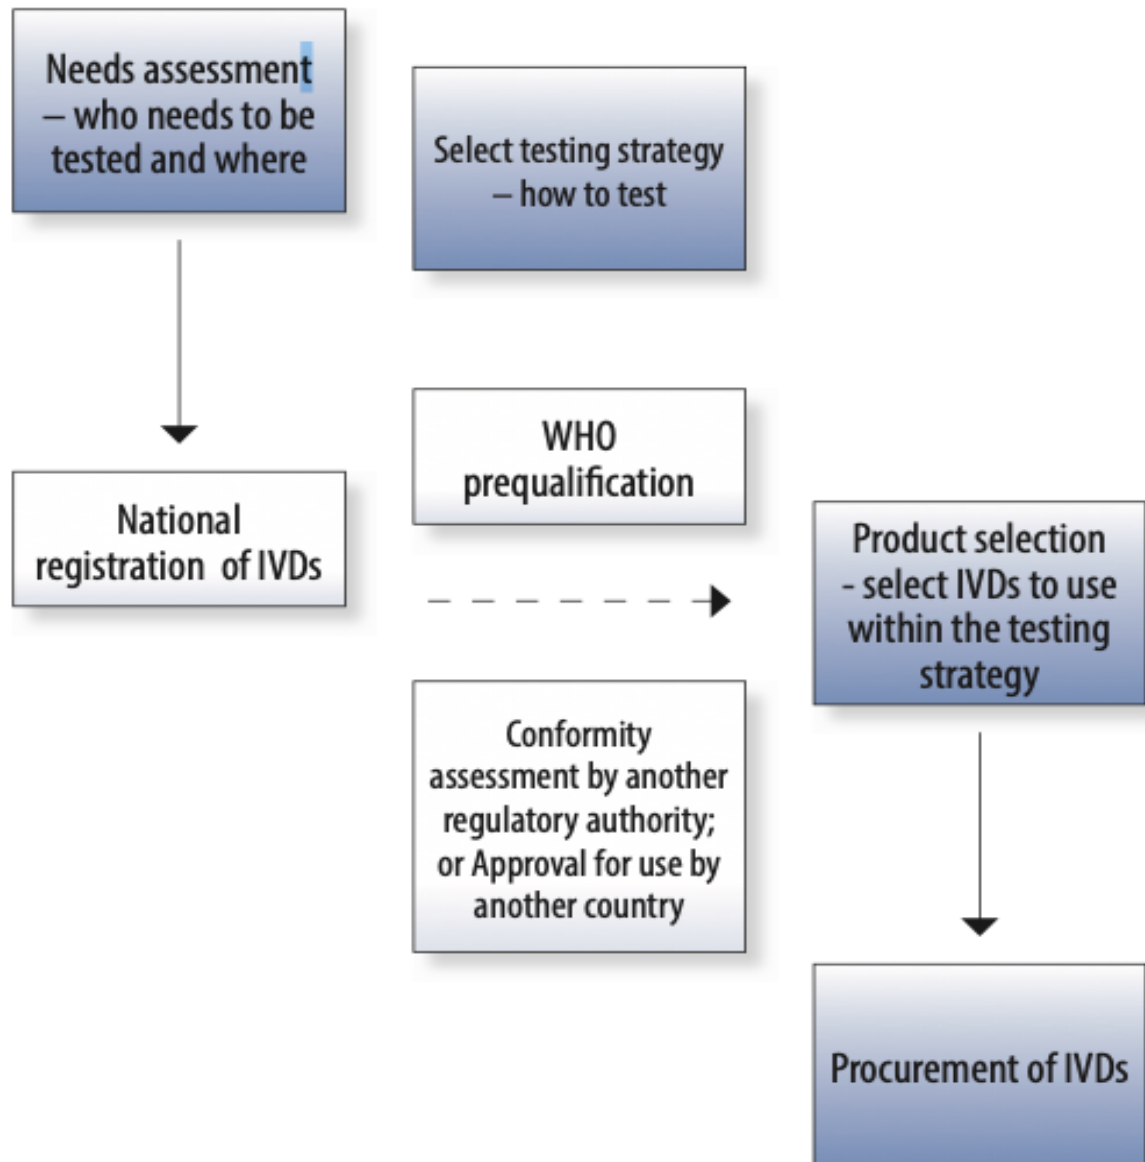 Needs assessment
– who needs to be
tested and where
Select testing strategy
– how to test
WHO
prequalification
National
registration of IVDs
Product selection
- select IVDs to use
within the testing
strategy
Conformity
assessment by another
regulatory authority;
or Approval for use by
another country
Procurement of IVDs